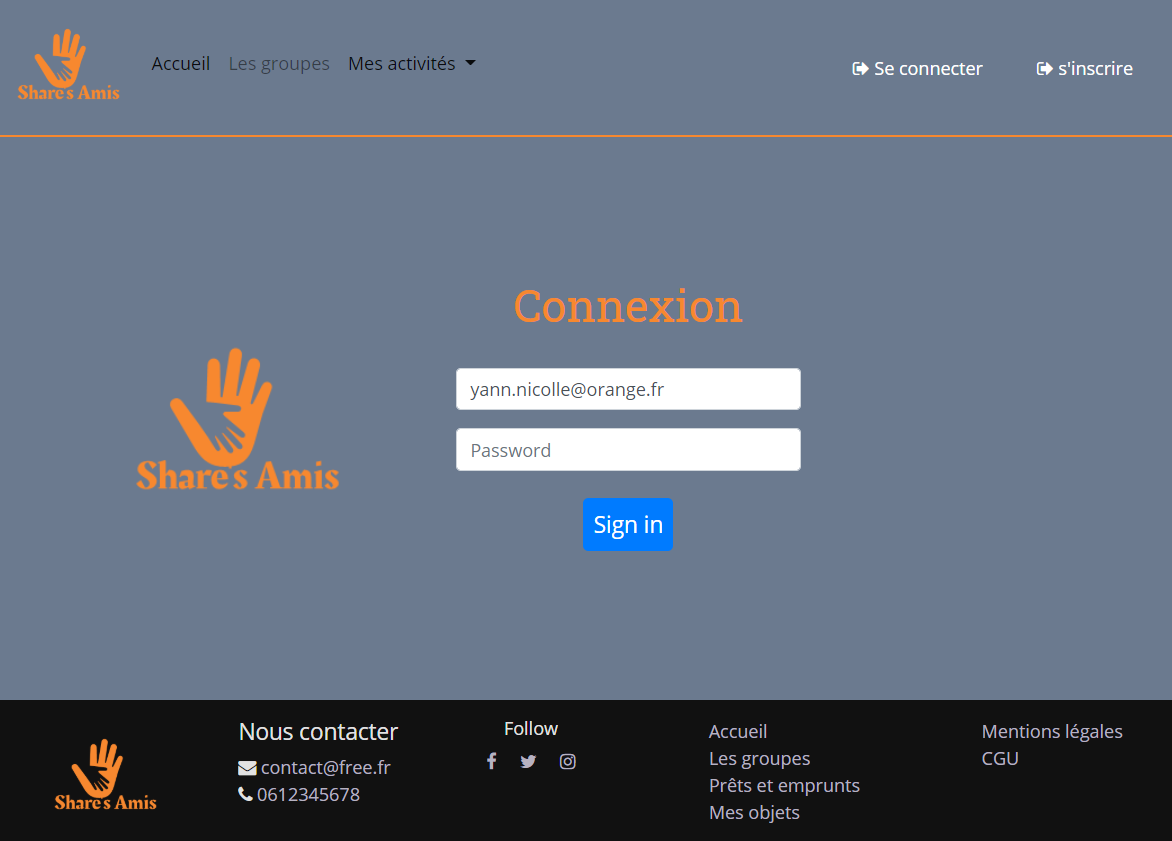 Share's Amis
Accueil
Les groupes
Mes activités
Se connecter
s'inscrire
Connexion
Share's Amis
yann.nicolle@orange.fr
Password
Sign in
Share's Amis
Nous contacter
contact@free.fr
0612345678
Follow
Accueil
Les groupes
Prêts et emprunts
Mes objets
Mentions légales
CGU